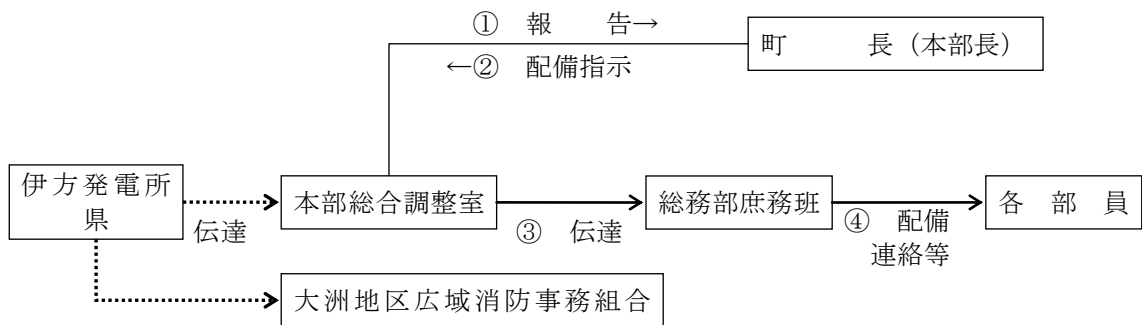 ① 報 告→
町 長（本部長）
←② 配備指示
伊方発電所
県
伝達
本部総合調整室
③ 伝達
総務部庶務班
④ 配備
連絡等
各 部 員
大洲地区広域消防事務組合